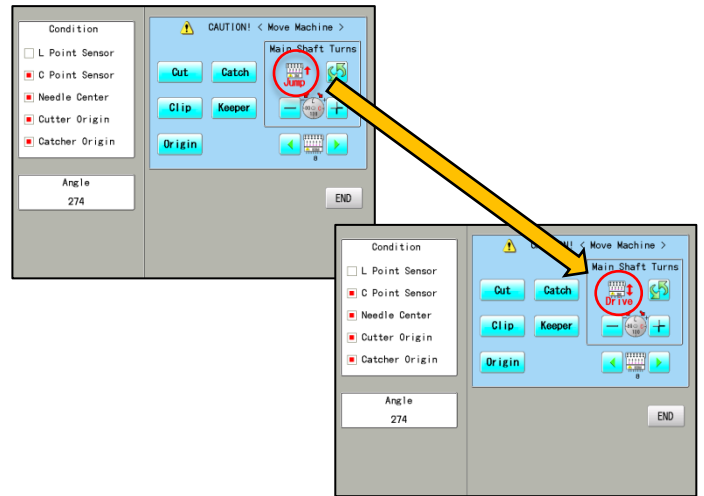 Condition
L Point Sensor
C Point Sensor
Needle Center
Cutter Origin
Catcher Origin
Angle
274
CAUTION! < Move Machine >
Main Shaft Turns
Cut
Catch
Jump
Clip
Keeper
Origin
0
END
Condition
L Point Sensor
C Point Sensor
Needle Center
Cutter Origin
Catcher Origin
Angle
274
< Move Machine >
Main Shaft Turns
Cut
Catch
Drive
Clip
Keeper
Origin
0
END